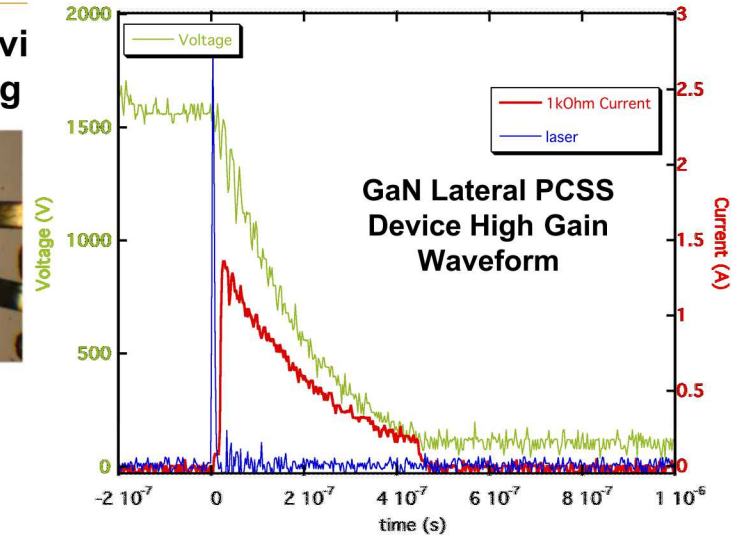 vi
g
2000
1500
1000
500
0
Voltage (V)
Voltage
1kOhm Current
laser
GaN Lateral PCSS
Device High Gain
Waveform
3
2.5
2
1.5
1
0.5
0
Current (A)
-2 10⁻⁷
0
2 10⁻⁷
4 10⁻⁷
6 10⁻⁷
8 10⁻⁷
1 10⁻⁶
time (s)